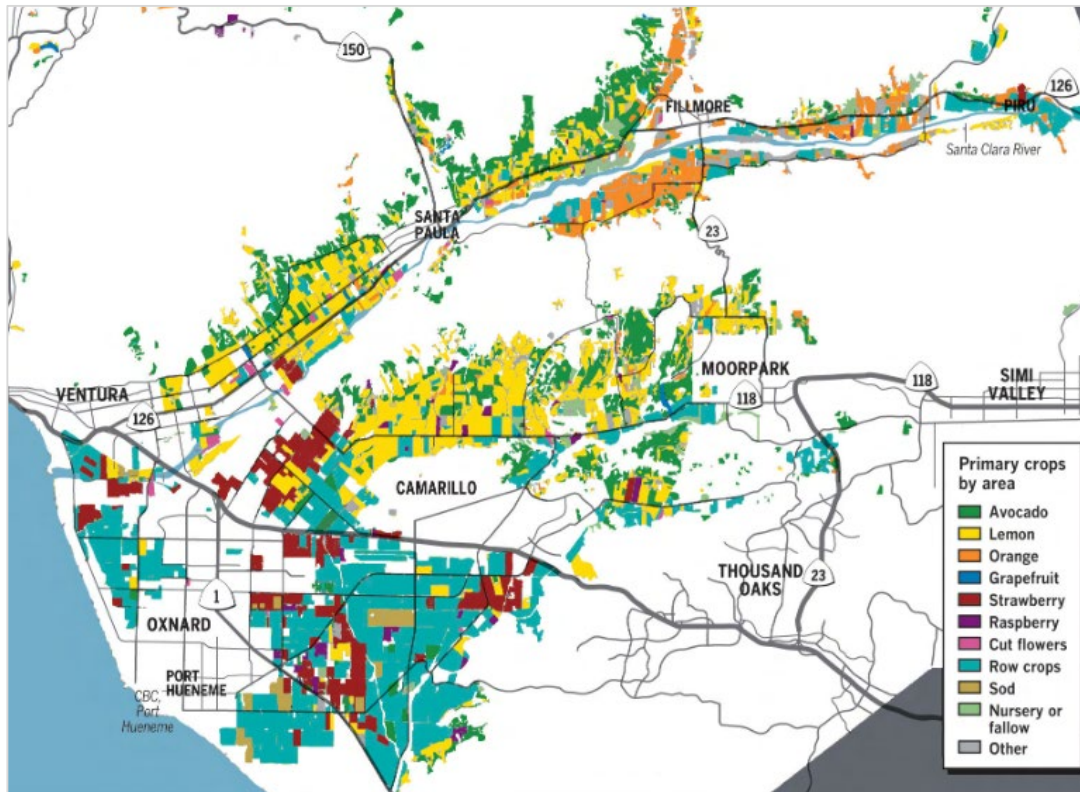 150
FILLMORE
126
PIRU
Santa Clara River
SANTA
PAULA
23
MOORPARK
118
118
SIMI
VALLEY
VENTURA
126
CAMARILLO
THOUSAND
OAKS
23
1
OXNARD
PORT
HUENEME
CBC,
Port
Hueneme
Primary crops
by area
Avocado
Lemon
Orange
Grapefruit
Strawberry
Raspberry
Cut flowers
Row crops
Sod
Nursery or
fallow
Other